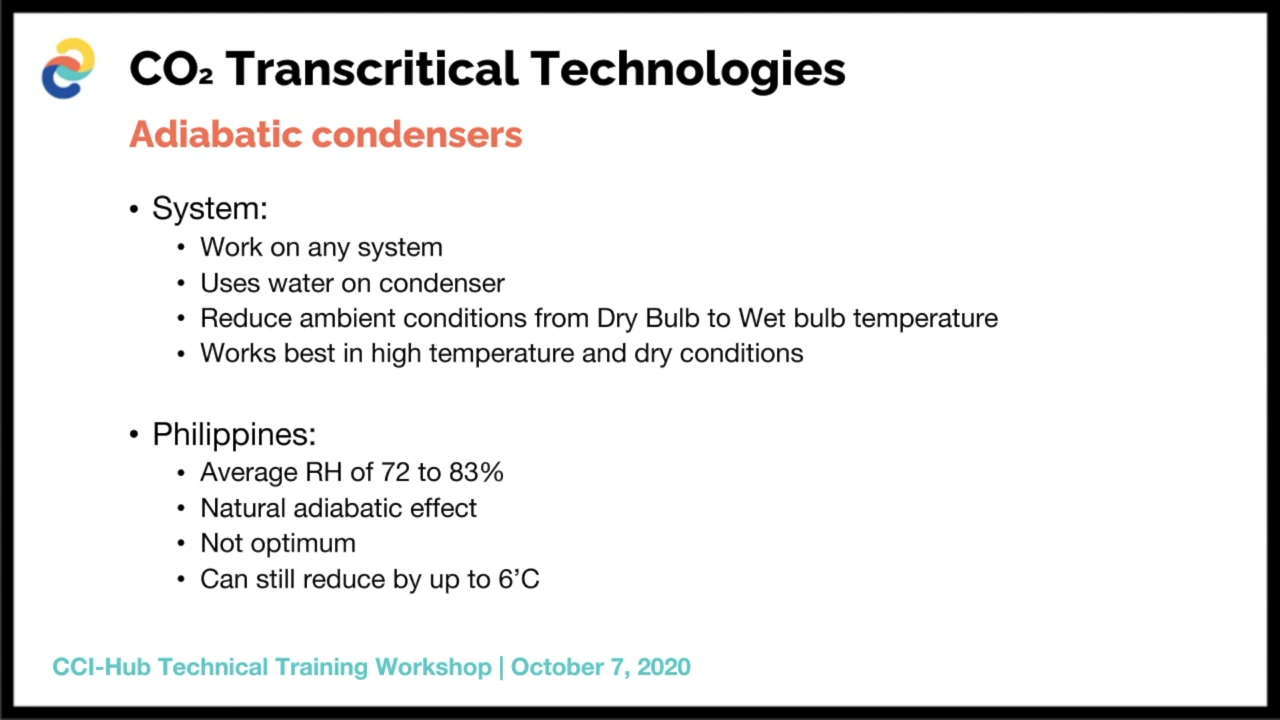 CO₂ Transcritical Technologies
Adiabatic condensers
• System:
• Work on any system
• Uses water on condenser
• Reduce ambient conditions from Dry Bulb to Wet bulb temperature
• Works best in high temperature and dry conditions
• Philippines:
• Average RH of 72 to 83%
• Natural adiabatic effect
• Not optimum
• Can still reduce by up to 6’C
CCI-Hub Technical Training Workshop | October 7, 2020